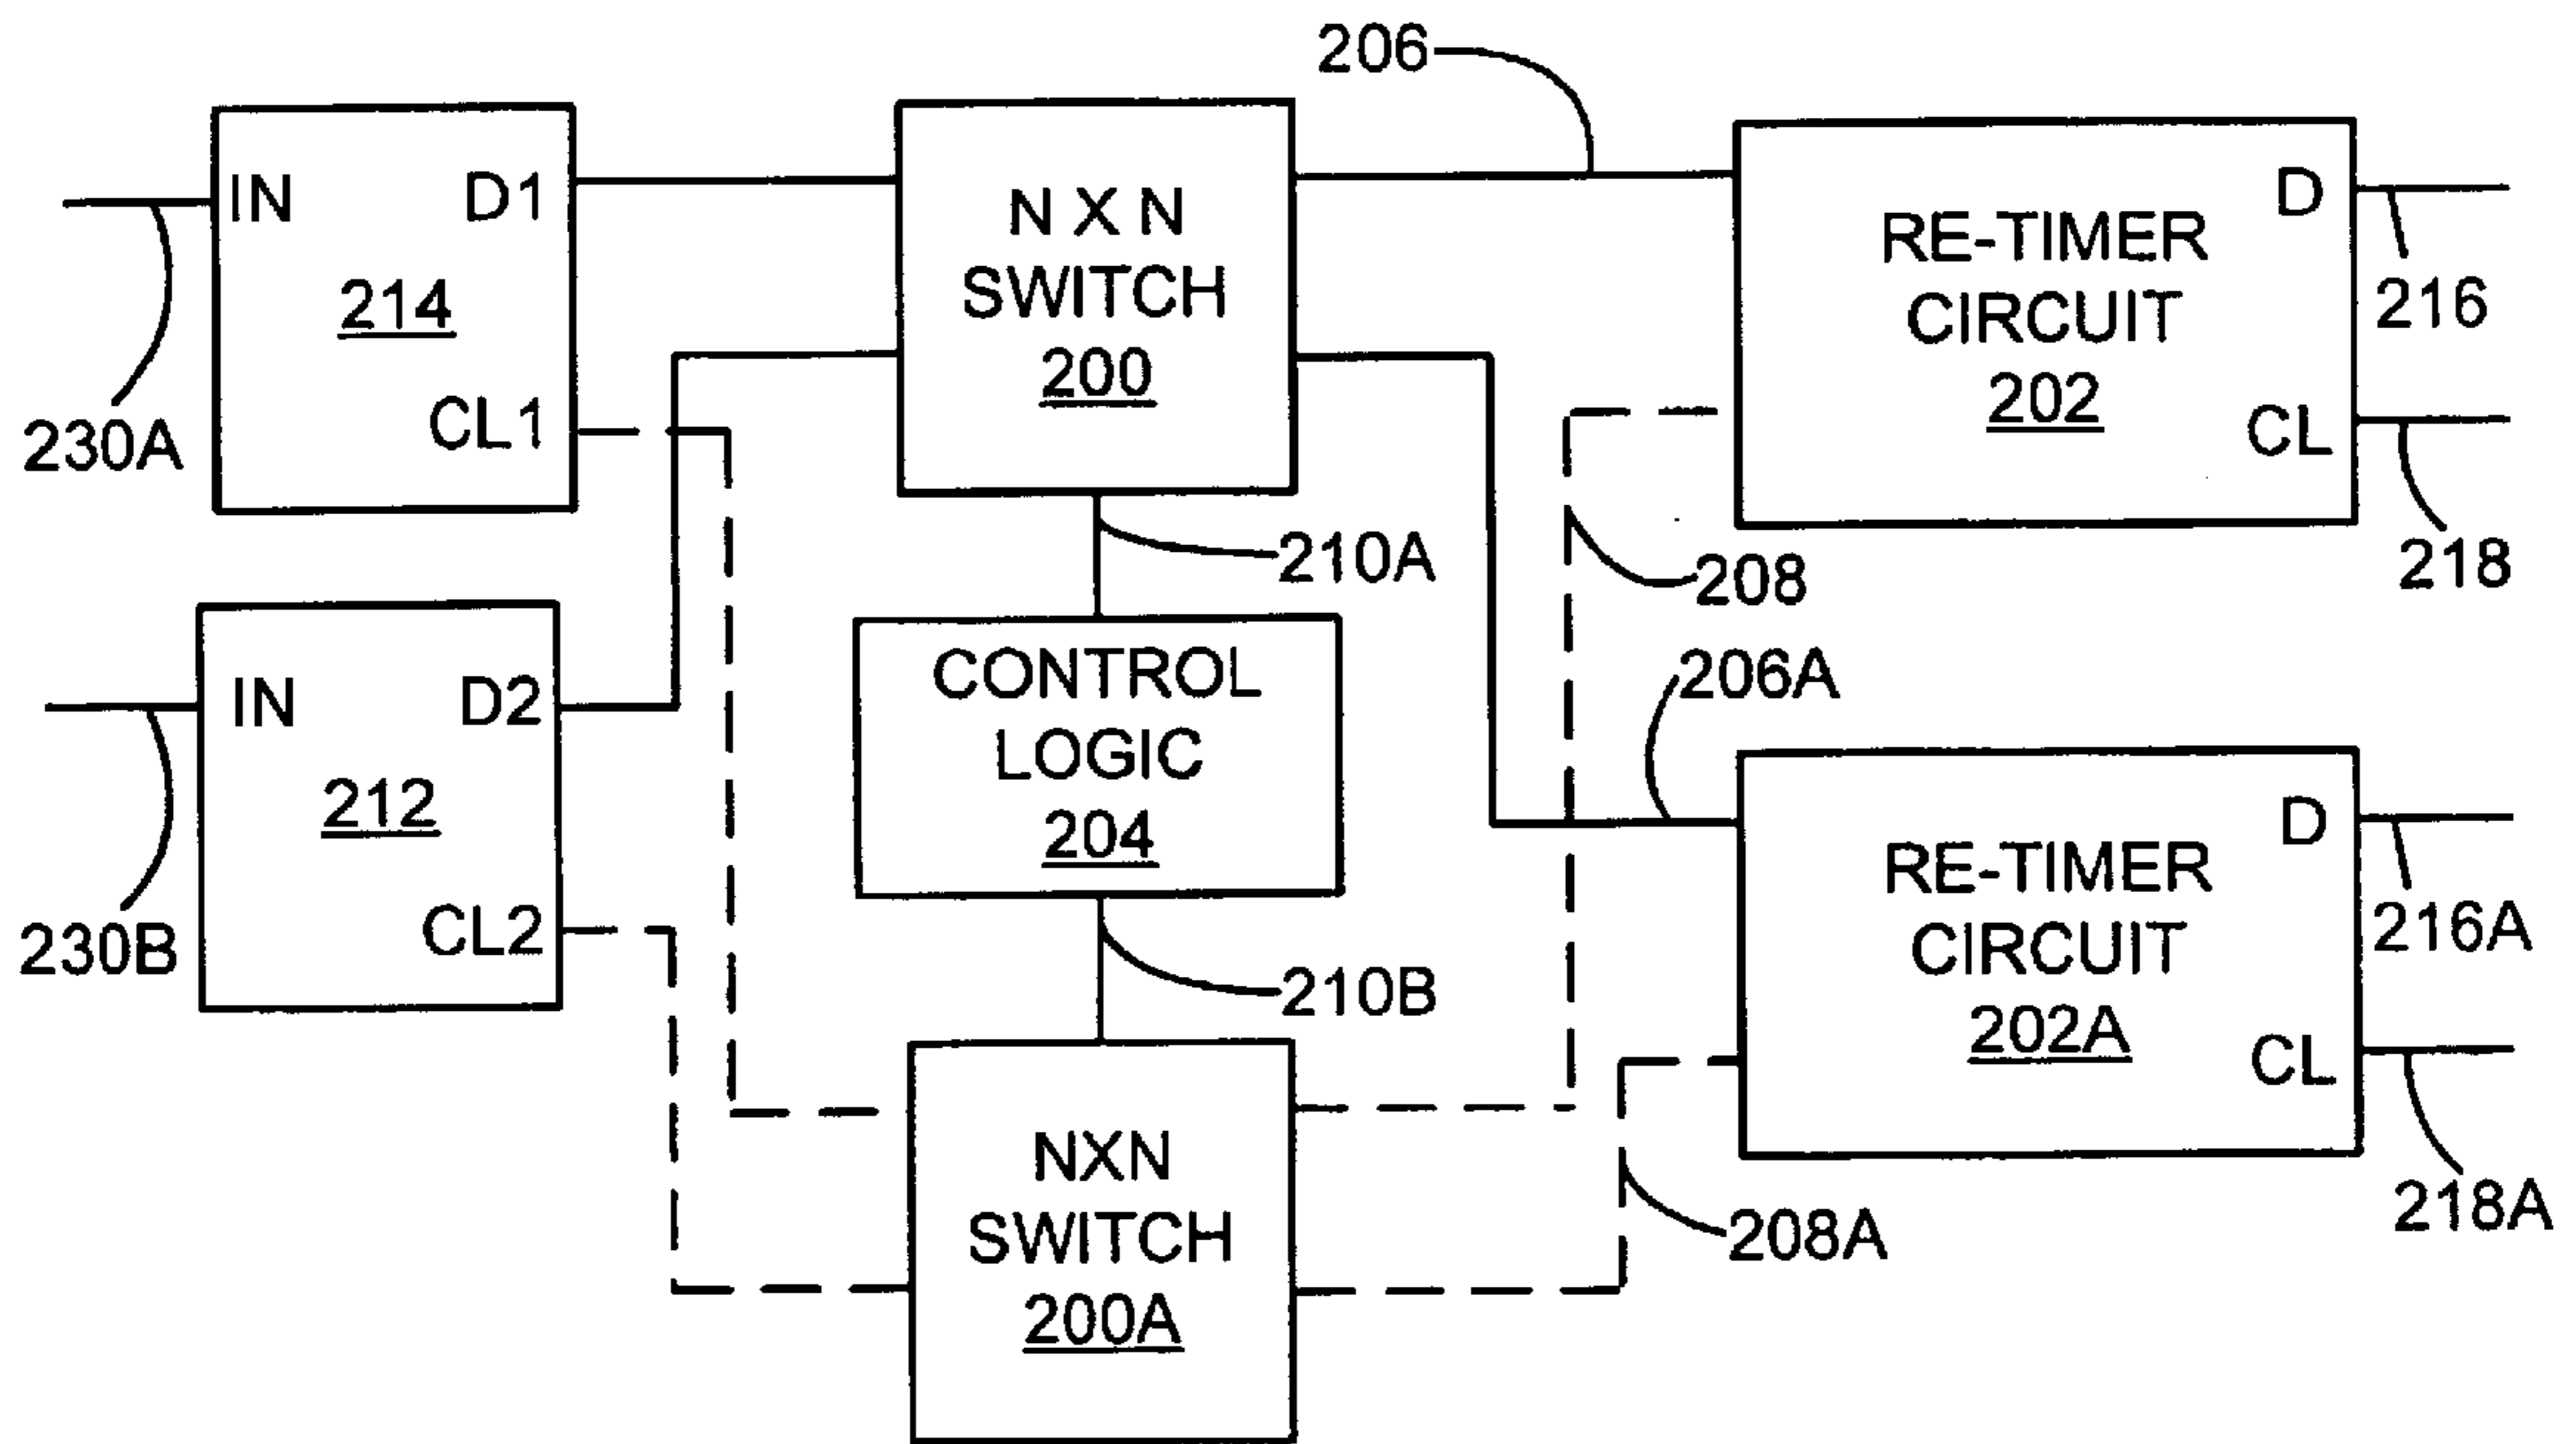 206
IN
D1
214
CL1
230A
N X N
SWITCH
200
RE-TIMER
CIRCUIT
202
D
CL
216
218
210A
208
IN
D2
212
CL2
230B
CONTROL
LOGIC
204
206A
210B
RE-TIMER
CIRCUIT
202A
D
CL
216A
218A
NXN
SWITCH
200A
208A